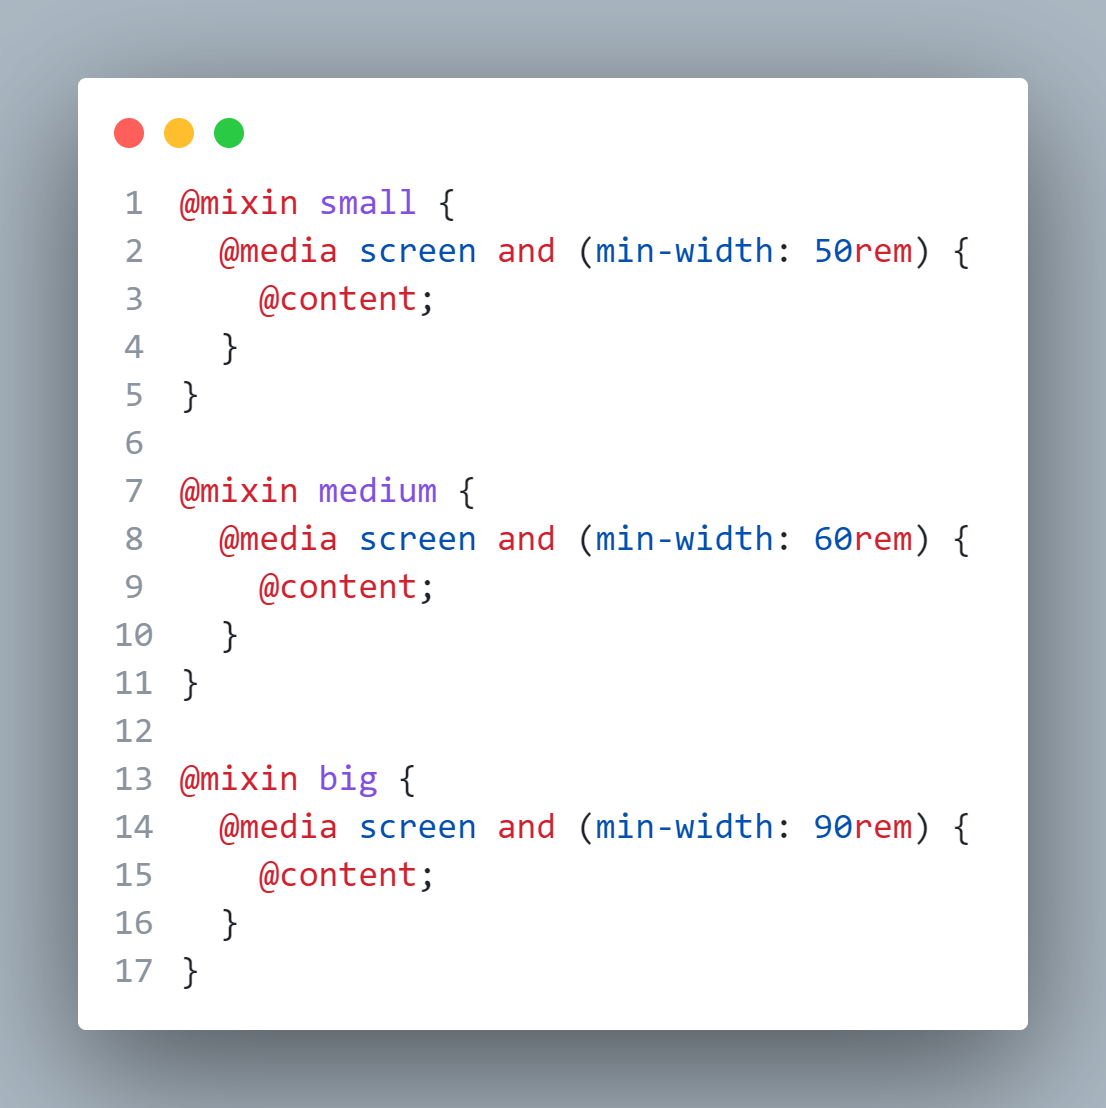 1 @mixin small {
2   @media screen and (min-width: 50rem) {
3     @content;
4   }
5 }
6
7 @mixin medium {
8   @media screen and (min-width: 60rem) {
9     @content;
10   }
11 }
12
13 @mixin big {
14   @media screen and (min-width: 90rem) {
15     @content;
16   }
17 }